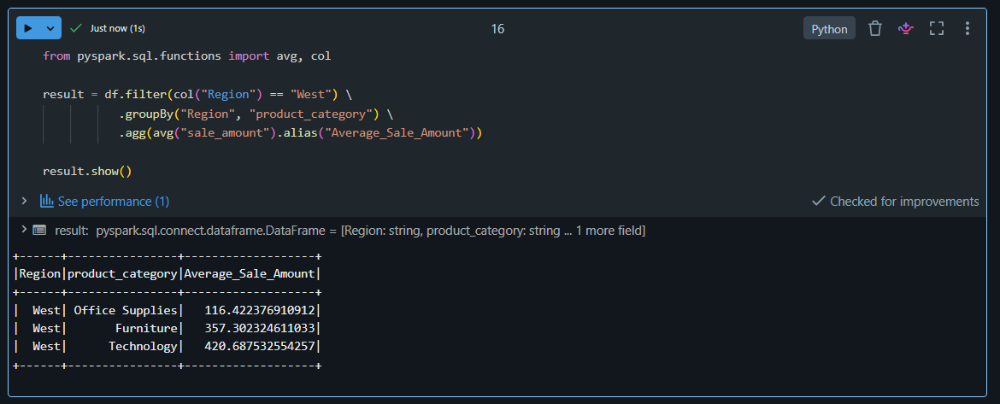 Just now (1s)
16
Python
from pyspark.sql.functions import avg, col
result = df.filter(col("Region") == "West") \
.groupBy("Region", "product_category") \
.agg(avg("sale_amount").alias("Average_Sale_Amount"))
result.show()
See performance (1)
Checked for improvements
result: pyspark.sql.connect.dataframe.DataFrame = [Region: string, product_category: string ... 1 more field]
+------+----------------+-------------------+
|Region|product_category|Average_Sale_Amount|
+------+----------------+-------------------+
|  West| Office Supplies|   116.422376910912|
|  West|       Furniture|   357.302324611033|
|  West|      Technology|   420.687532554257|
+------+----------------+-------------------+